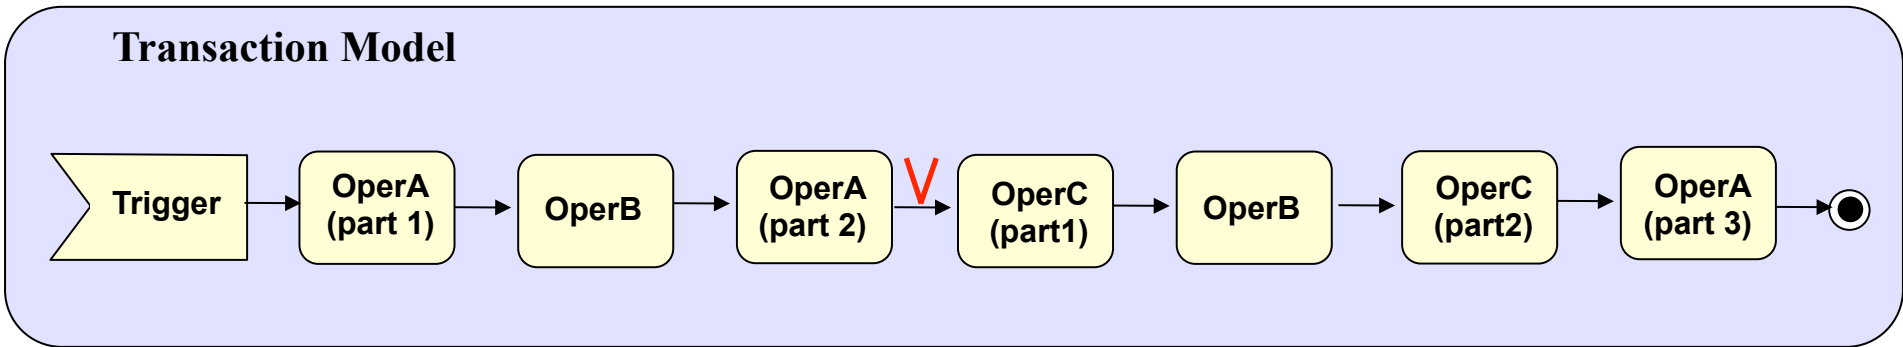 Transaction Model
Trigger
OperA
(part 1)
OperB
OperA
(part 2)
V
OperC
(part1)
OperB
OperC
(part2)
OperA
(part 3)